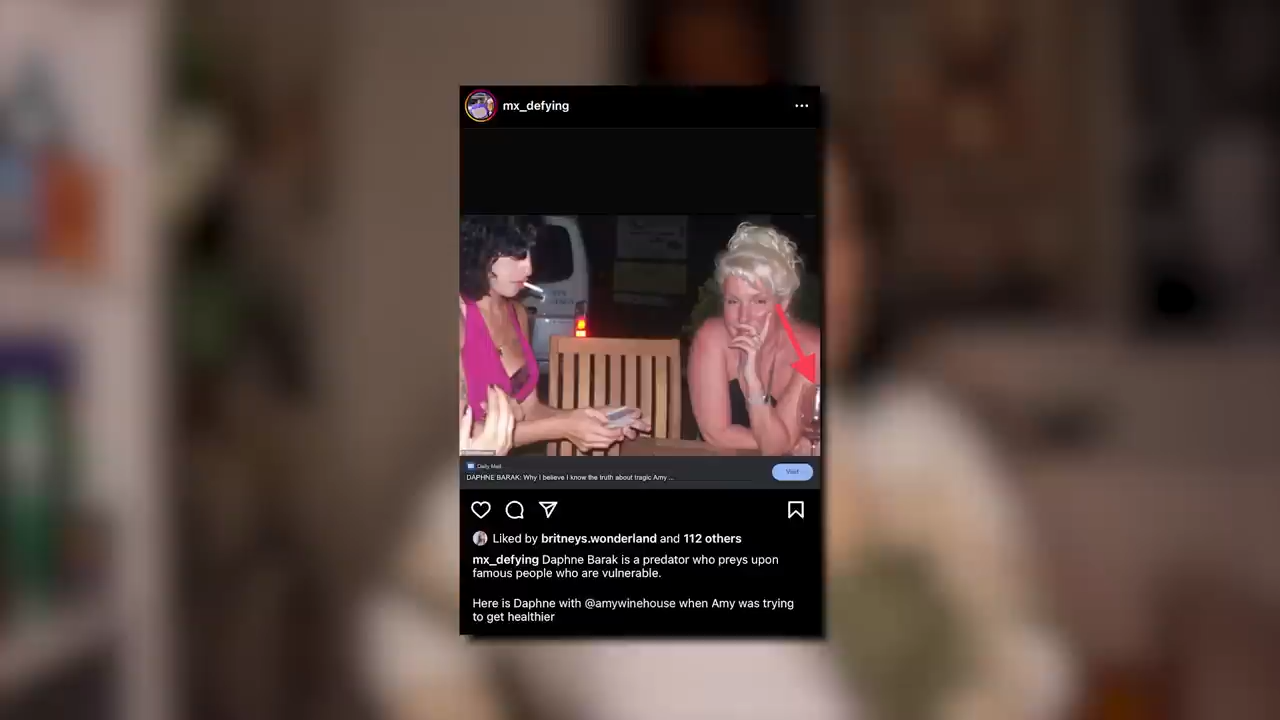 mx_defying
Daily Mail
DAPHNE BARAK: Why I believe I know the truth about tragic Amy ...
Visit
Liked by britneys.wonderland and 112 others
mx_defying Daphne Barak is a predator who preys upon
famous people who are vulnerable.
Here is Daphne with @amywinehouse when Amy was trying
to get healthier